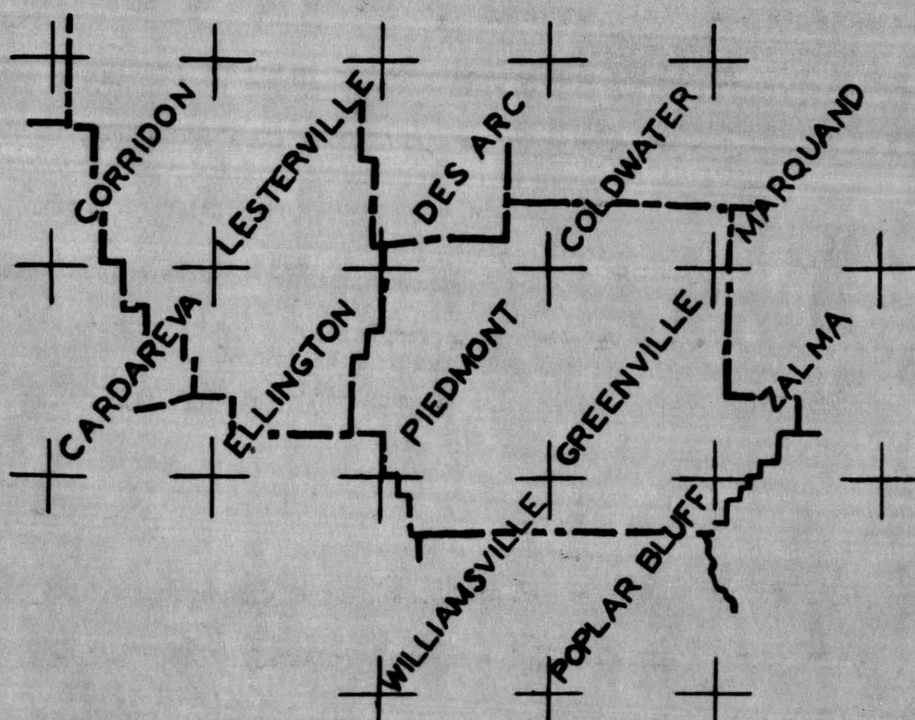 CORRIDON
LESTERVILLE
DES ARC
COLDWATER
MARQUAND
CARDAREVA
ELLINGTON
PIEDMONT
GREENVILLE
ZALMA
WILLIAMSVILLE
POPLAR BLUFF